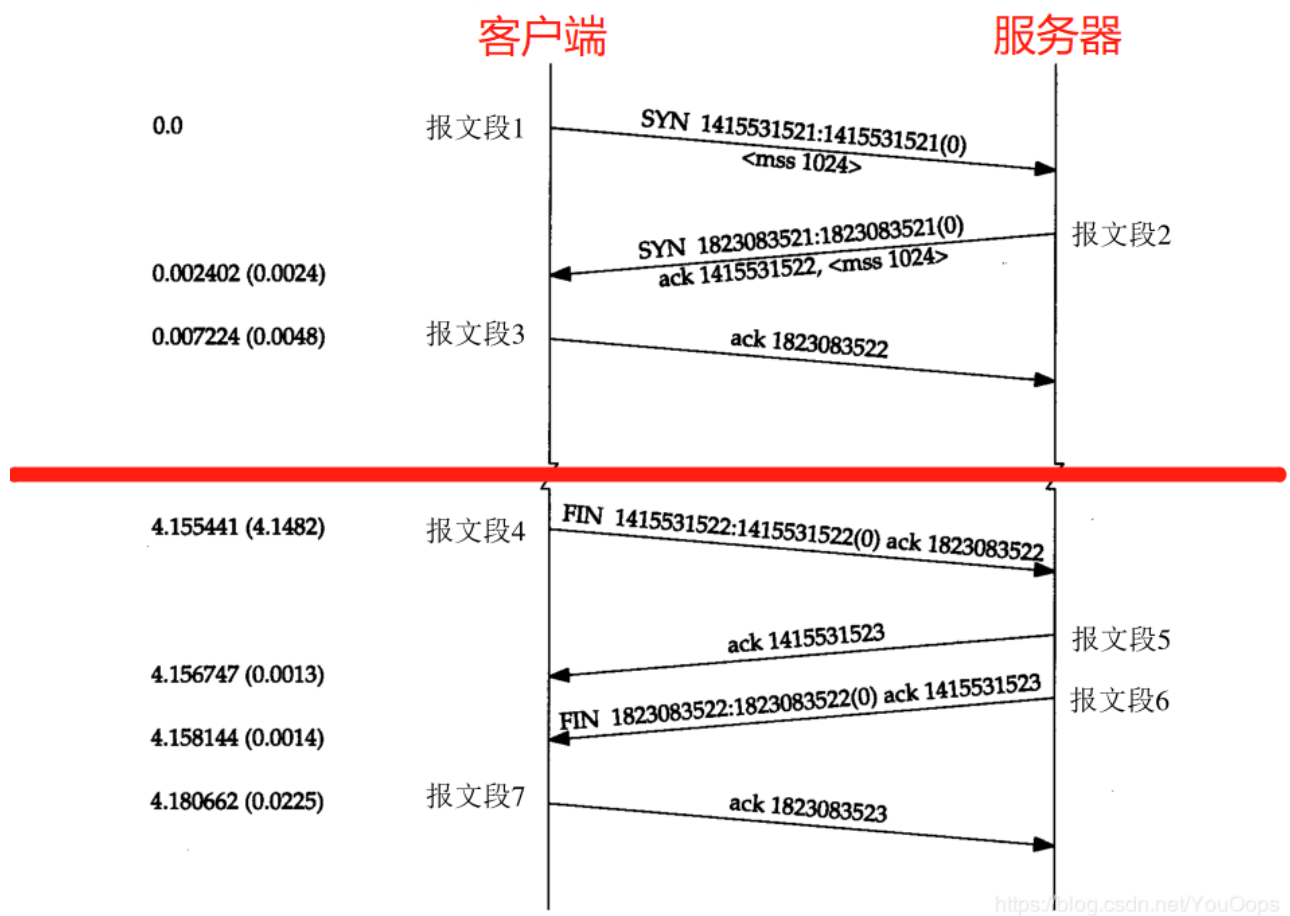 客户端
服务器
0.0
报文段1
SYN 1415531521:1415531521(0)
<mss 1024>
SYN 1823083521:1823083521(0)
报文段2
0.002402 (0.0024)
ack 1415531522, <mss 1024>
0.007224 (0.0048)
报文段3
ack 1823083522
4.155441 (4.1482)
报文段4
FIN 1415531522:1415531522(0) ack 1823083522
ack 1415531523
报文段5
4.156747 (0.0013)
FIN 1823083522:1823083522(0) ack 1415531523
报文段6
4.158144 (0.0014)
4.180662 (0.0225)
报文段7
ack 1823083523
https://blog.csdn.net/YouOops